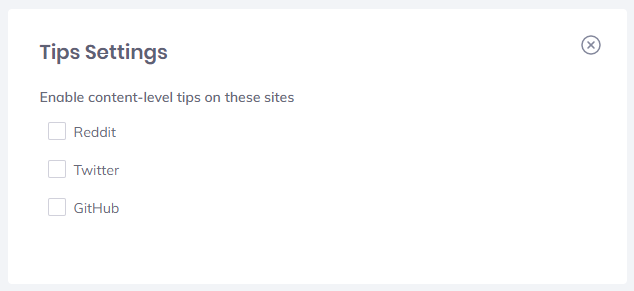 Tips Settings
Enable content-level tips on these sites
Reddit
Twitter
GitHub